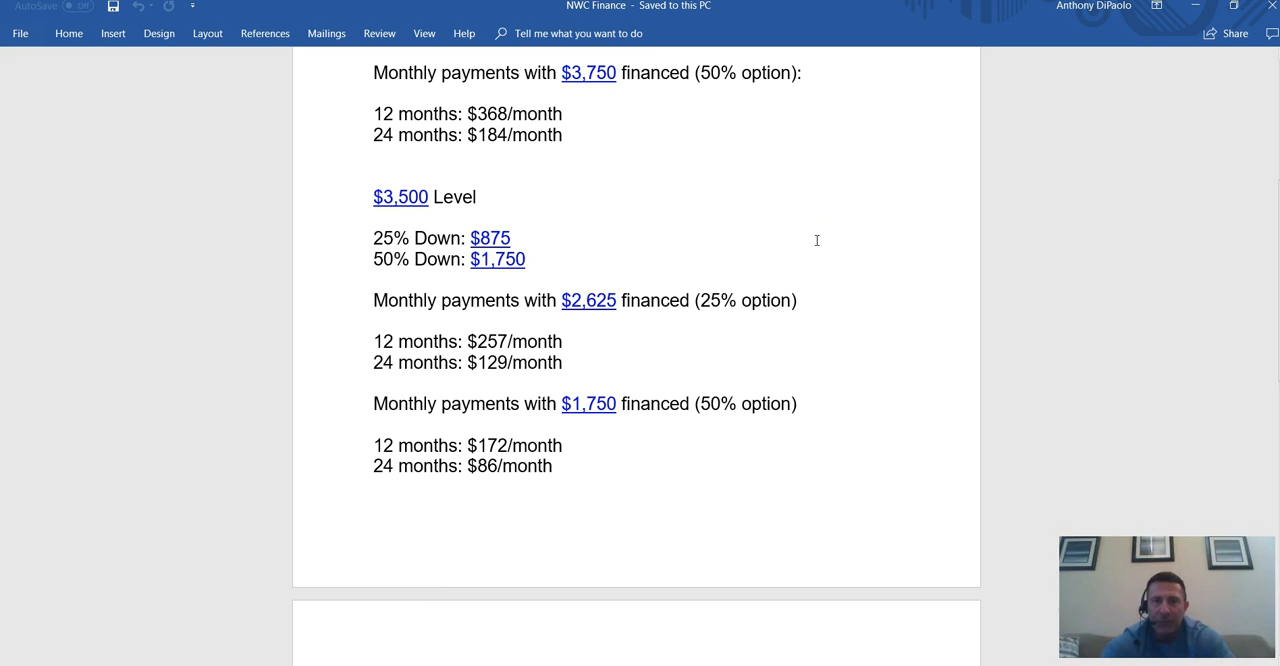 AutoSave Off
NWC Finance - Saved to this PC
Anthony DiPaolo
File Home Insert Design Layout References Mailings Review View Help Tell me what you want to do Share
Monthly payments with $3,750 financed (50% option):
12 months: $368/month
24 months: $184/month
$3,500 Level
25% Down: $875
50% Down: $1,750
Monthly payments with $2,625 financed (25% option)
12 months: $257/month
24 months: $129/month
Monthly payments with $1,750 financed (50% option)
12 months: $172/month
24 months: $86/month